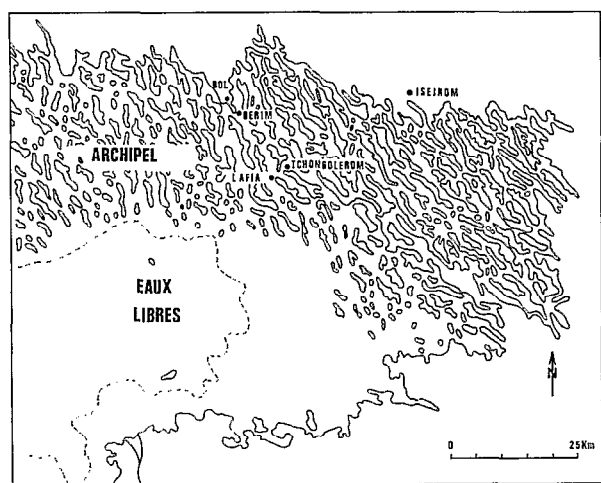 BOL
ISEIROM
BERIM
ARCHIPEL
TCHONGOLEROM
LAFIA
EAUX
LIBRES
N
0 25Km